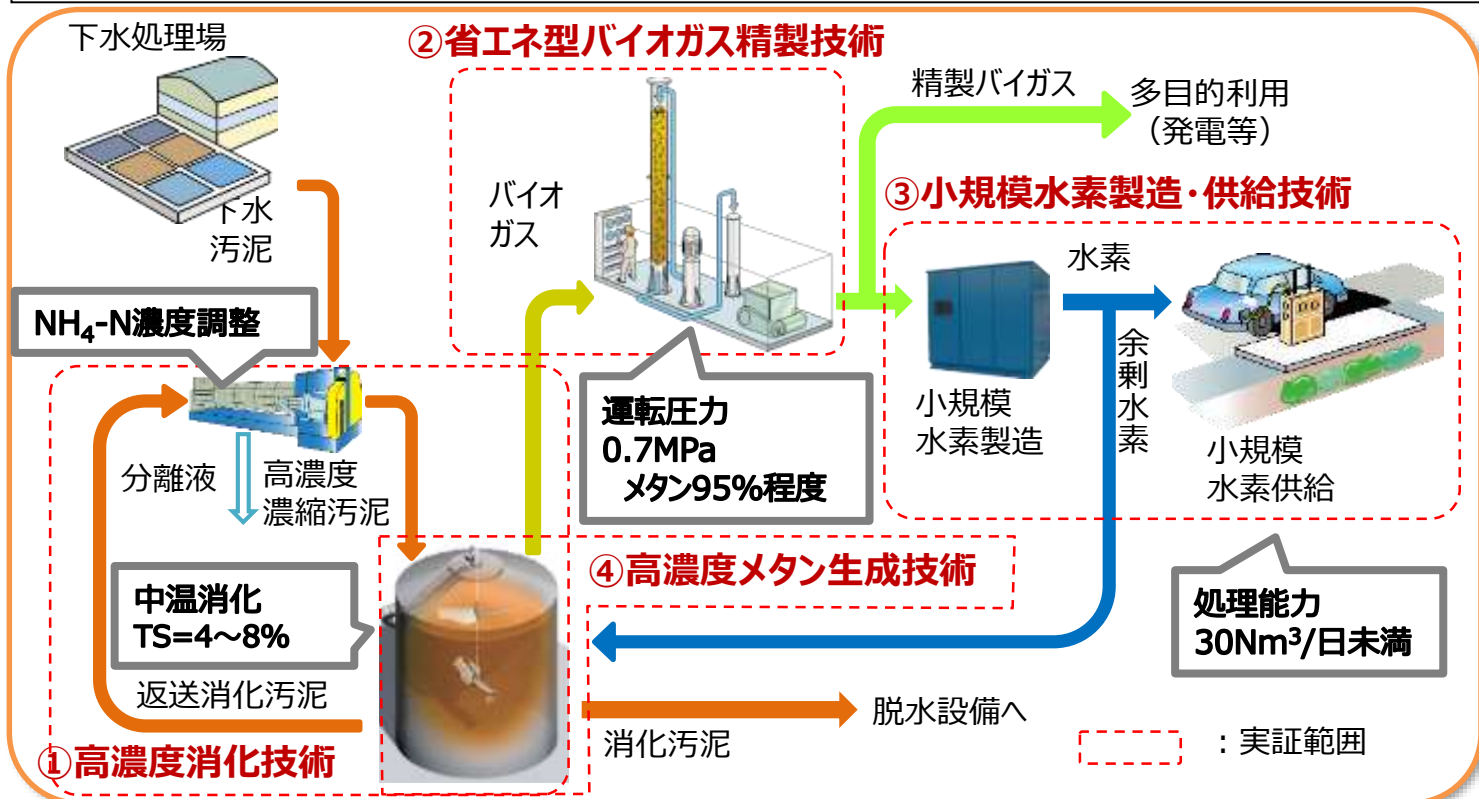 下水処理場
②省エネ型バイオガス精製技術
精製バイガス
多目的利用
（発電等）
下水
汚泥
バイオ
ガス
③小規模水素製造・供給技術
水素
NH₄-N濃度調整
余剰水素
小規模
水素製造
小規模
水素供給
運転圧力
0.7MPa
メタン95%程度
分離液
高濃度
濃縮汚泥
④高濃度メタン生成技術
中温消化
TS=4～8%
処理能力
30Nm³/日未満
返送消化汚泥
消化汚泥
脱水設備へ
①高濃度消化技術
：実証範囲